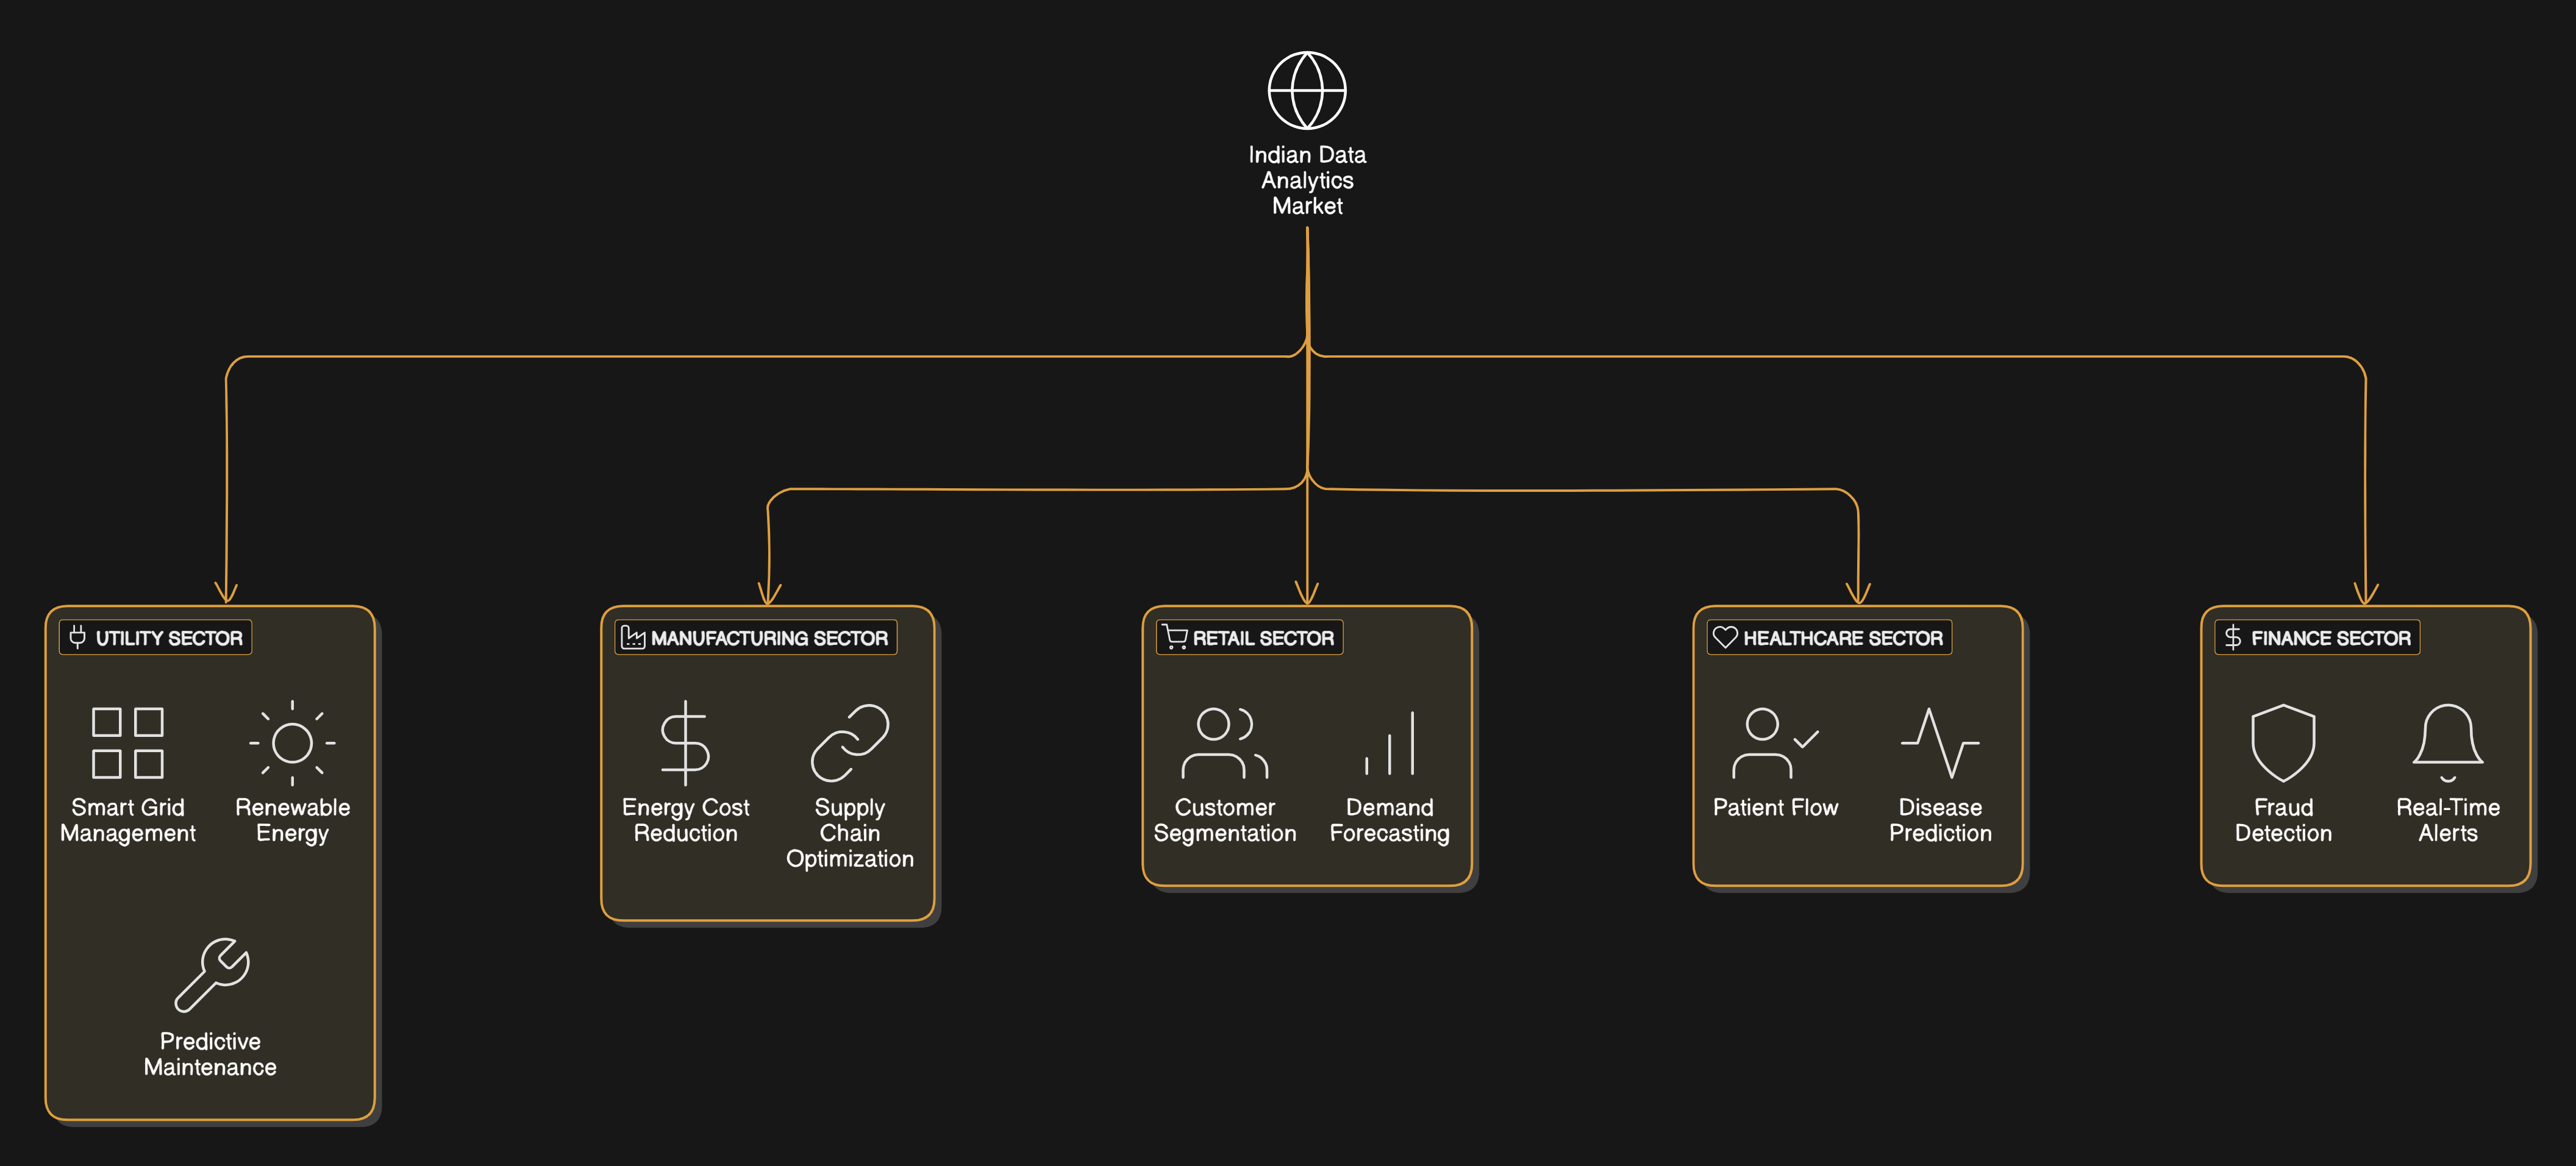 Indian Data
Analytics
Market
UTILITY SECTOR
Smart Grid
Management
Renewable
Energy
Predictive
Maintenance
MANUFACTURING SECTOR
Energy Cost
Reduction
Supply
Chain
Optimization
RETAIL SECTOR
Customer
Segmentation
Demand
Forecasting
HEALTHCARE SECTOR
Patient Flow
Disease
Prediction
FINANCE SECTOR
Fraud
Detection
Real-Time
Alerts